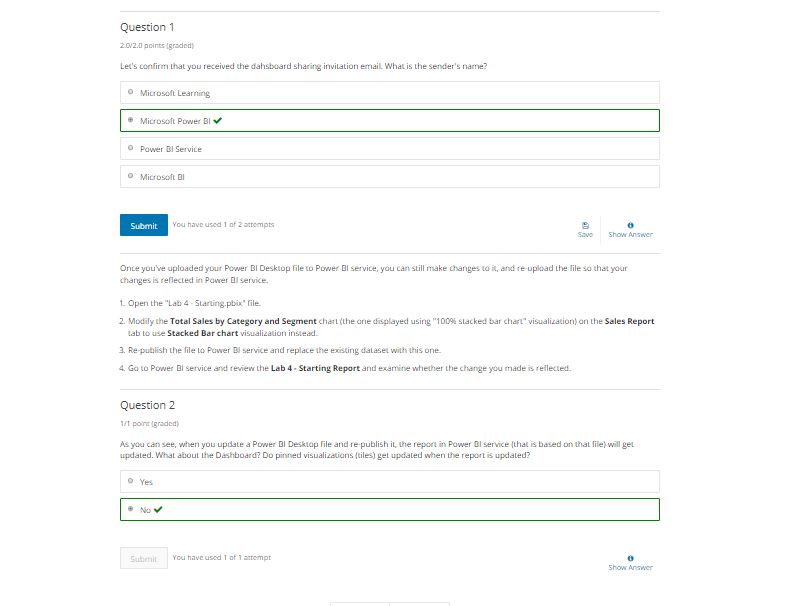 Question 1
2.0/2.0 points (graded)
Let's confirm that you received the dahsboard sharing invitation email. What is the sender's name?
Microsoft Learning
Microsoft Power BI
Power BI Service
Microsoft BI
Submit
You have used 1 of 2 attempts
Save
Show Answer
Once you've uploaded your Power BI Desktop file to Power BI service, you can still make changes to it, and re-upload the file so that your
changes is reflected in Power BI service.
1. Open the "Lab 4 - Starting.pbix" file.
2. Modify the Total Sales by Category and Segment chart (the one displayed using "100% stacked bar chart" visualization) on the Sales Report
tab to use Stacked Bar chart visualization instead.
3. Re-publish the file to Power BI service and replace the existing dataset with this one.
4. Go to Power BI service and review the Lab 4 - Starting Report and examine whether the change you made is reflected.
Question 2
1/1 point (graded)
As you can see, when you update a Power BI Desktop file and re-publish it, the report in Power BI service (that is based on that file) will get
updated. What about the Dashboard? Do pinned visualizations (tiles) get updated when the report is updated?
Yes
No
Submit
You have used 1 of 1 attempt
Show Answer